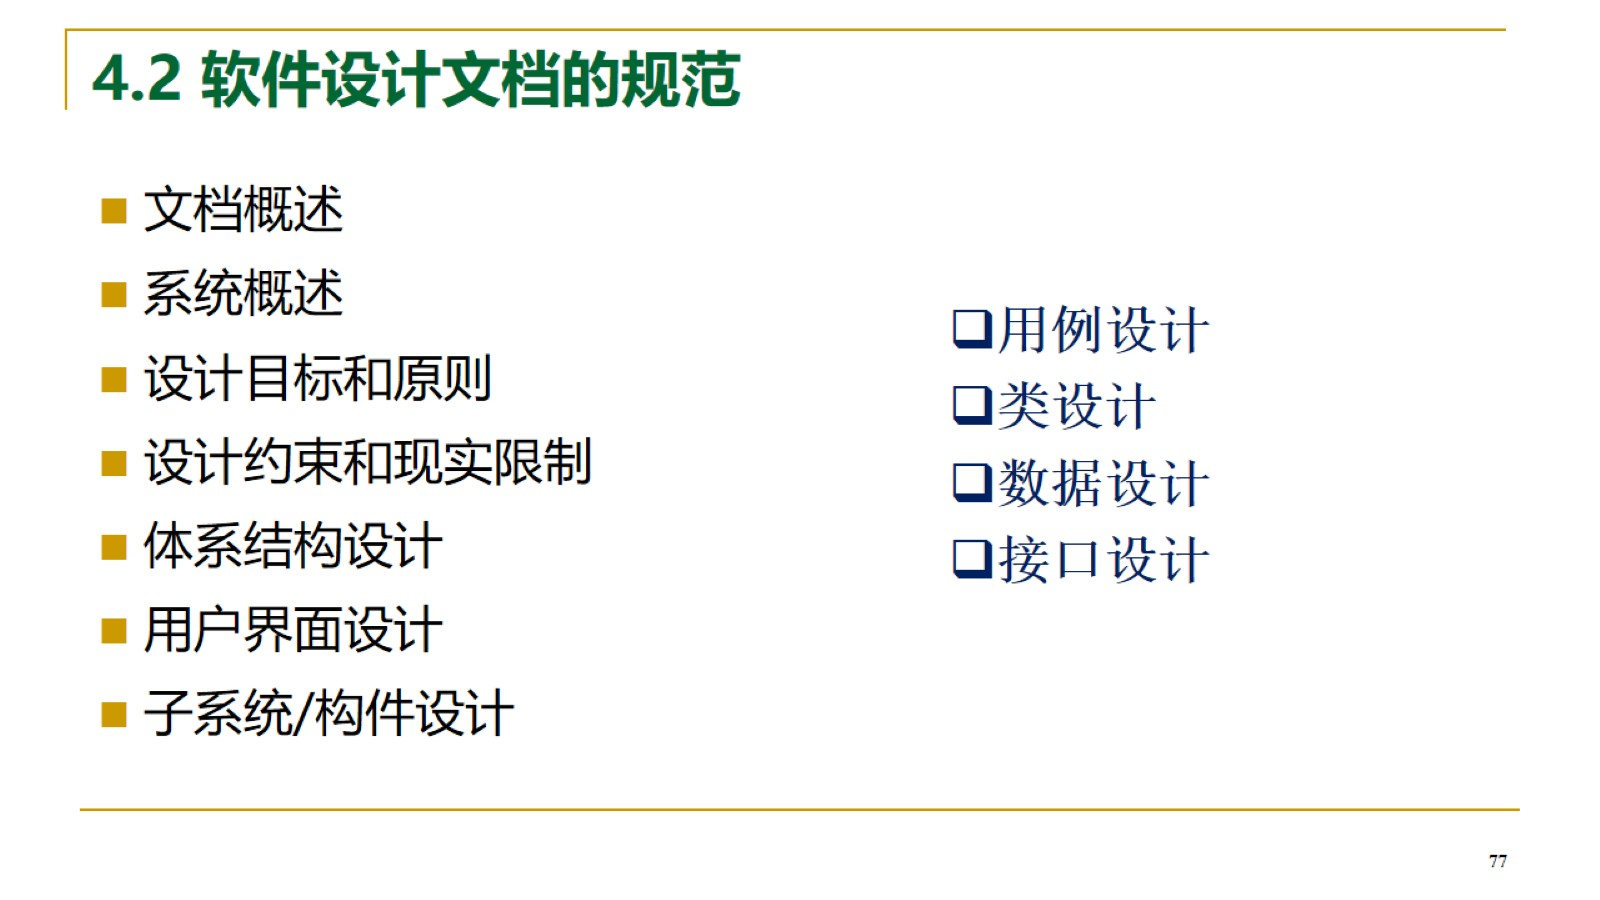 4.2 软件设计文档的规范
文档概述
系统概述
设计目标和原则
设计约束和现实限制
体系结构设计
用户界面设计
子系统/构件设计
用例设计
类设计
数据设计
接口设计
77